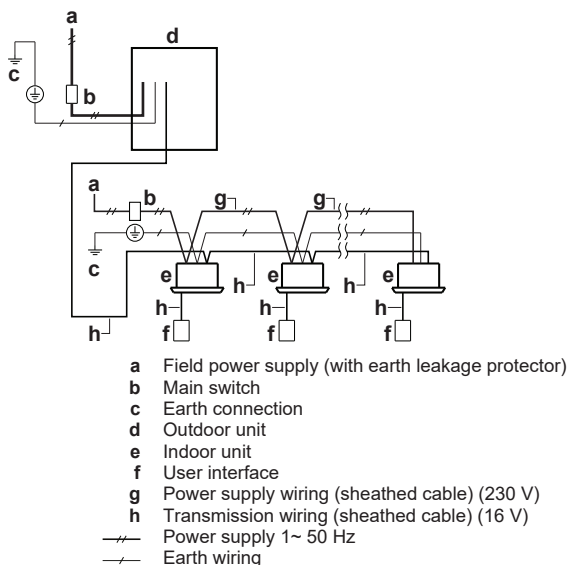 a
d
c
b
a
b
g
g
c
e
e
e
h
h
h
h
h
h
f
f
f
a Field power supply (with earth leakage protector)
b Main switch
c Earth connection
d Outdoor unit
e Indoor unit
f User interface
g Power supply wiring (sheathed cable) (230 V)
h Transmission wiring (sheathed cable) (16 V)
Power supply 1~ 50 Hz
Earth wiring